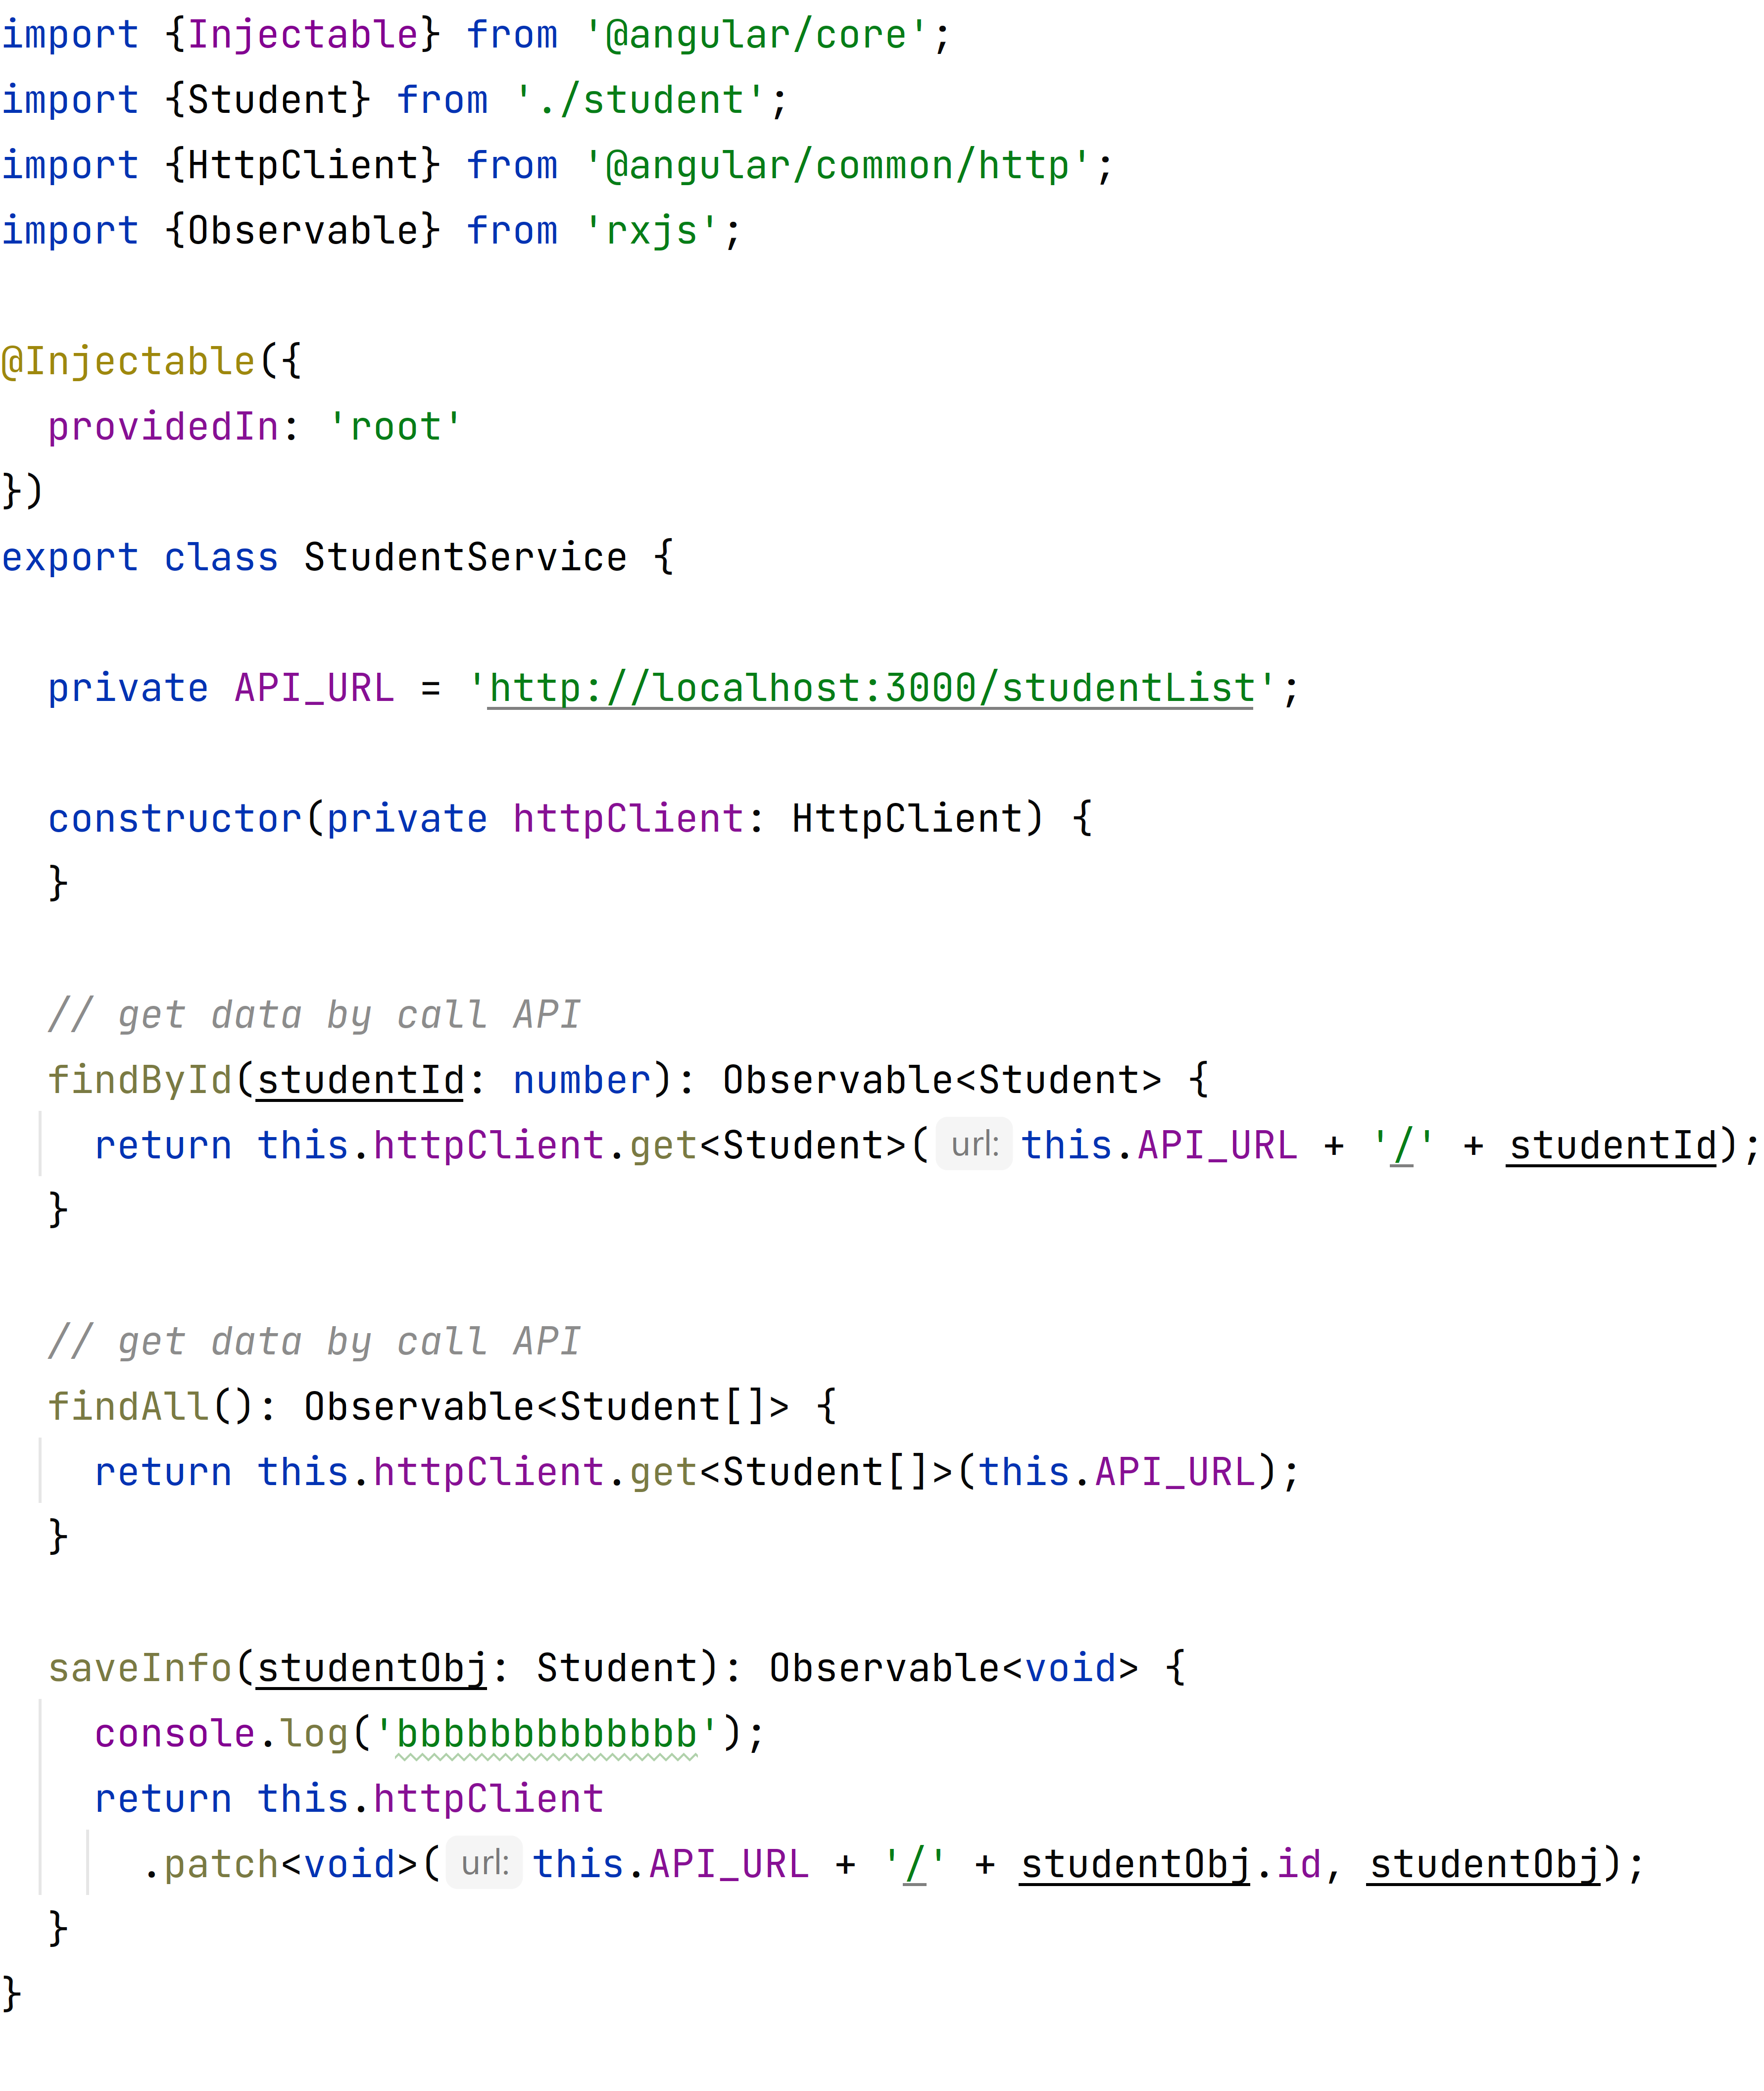 import {Injectable} from '@angular/core';
import {Student} from './student';
import {HttpClient} from '@angular/common/http';
import {Observable} from 'rxjs';

@Injectable({
  providedIn: 'root'
})
export class StudentService {

  private API_URL = 'http://localhost:3000/studentList';

  constructor(private httpClient: HttpClient) {
  }

  // get data by call API
  findById(studentId: number): Observable<Student> {
    return this.httpClient.get<Student>( url: this.API_URL + '/' + studentId);
  }

  // get data by call API
  findAll(): Observable<Student[]> {
    return this.httpClient.get<Student[]>(this.API_URL);
  }

  saveInfo(studentObj: Student): Observable<void> {
    console.log('bbbbbbbbbbbbb');
    return this.httpClient
      .patch<void>( url: this.API_URL + '/' + studentObj.id, studentObj);
  }
}